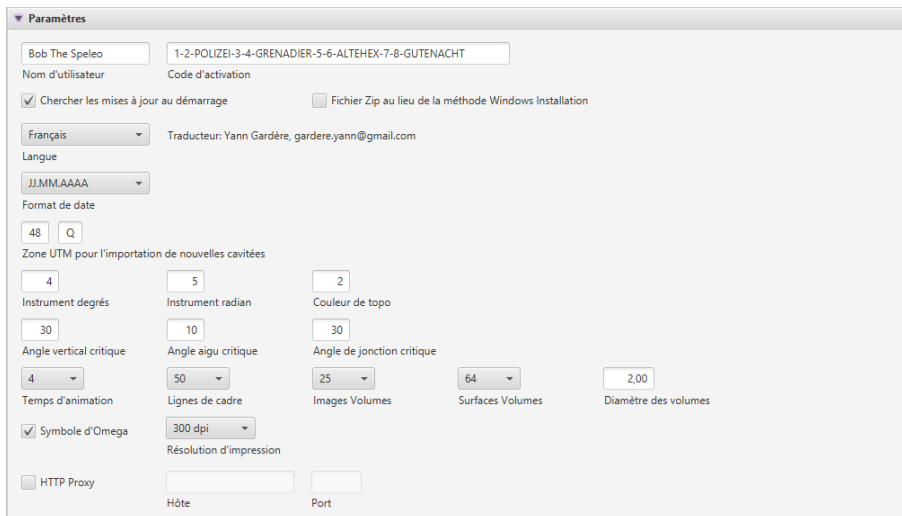 Paramètres
Bob The Speleo 1-2-POLIZEI-3-4-GRENADIER-5-6-ALTEHEX-7-8-GUTENACHT
Nom d'utilisateur Code d'activation
Chercher les mises à jour au démarrage Fichier Zip au lieu de la méthode Windows Installation
Français Traducteur: Yann Gardère, gardere.yann@gmail.com
Langue
JJ.MM.AAAA
Format de date
48 Q
Zone UTM pour l'importation de nouvelles cavitées
4 5 2
Instrument degrés Instrument radian Couleur de topo
30 10 30
Angle vertical critique Angle aigu critique Angle de jonction critique
4 50 25 64 2,00
Temps d'animation Lignes de cadre Images Volumes Surfaces Volumes Diamètre des volumes
Symbole d'Omega 300 dpi
Résolution d'impression
HTTP Proxy
Hôte Port